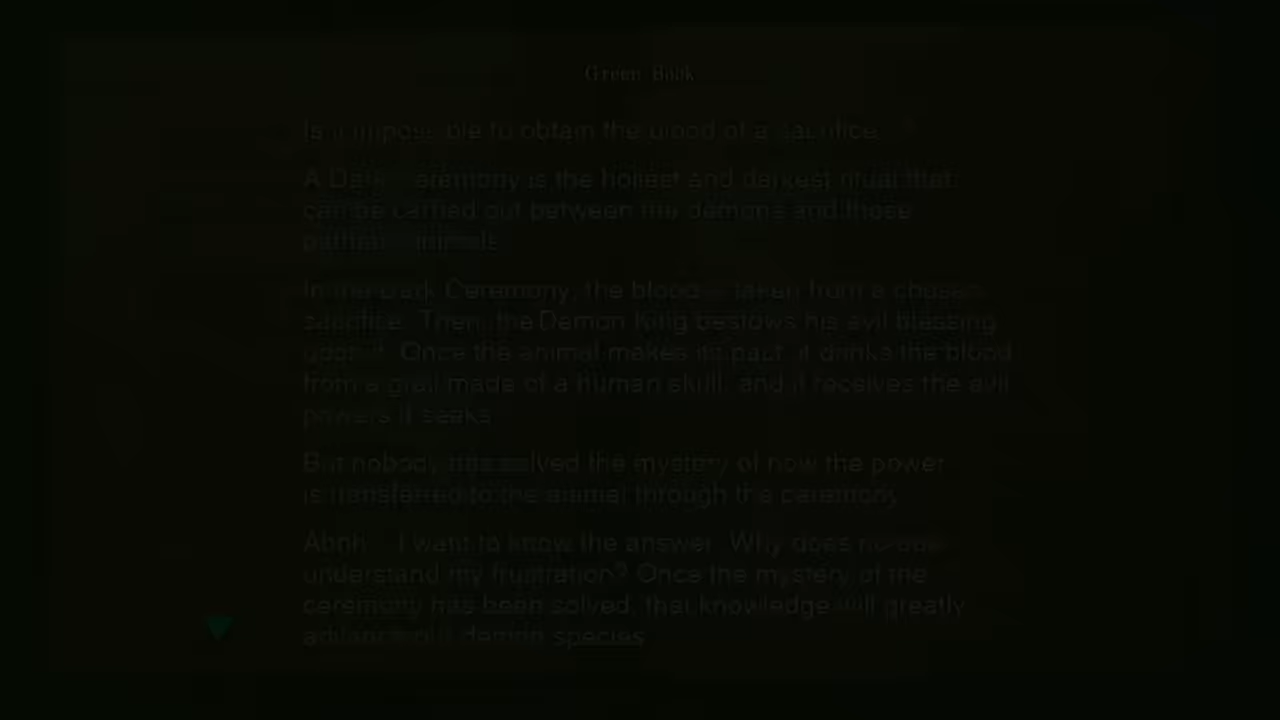 Green Book
Is it impossible to obtain the blood of a sacrifice
A Dark Ceremony is the holiest and darkest ritual that
can be carried out between the demons and those
pathetic animals
In the Dark Ceremony, the blood is taken from a chosen
sacrifice. Then, the Demon King bestows his evil blessing
upon it. Once the animal makes its pact, it drinks the blood
from a grail made of a human skull, and it receives the evil
powers it seeks
But nobody has solved the mystery of how the power
is transferred to the animal through the ceremony
Ahhh... I want to know the answer. Why does no one
understand my frustration? Once the mystery of the
ceremony has been solved, that knowledge will greatly
demon species